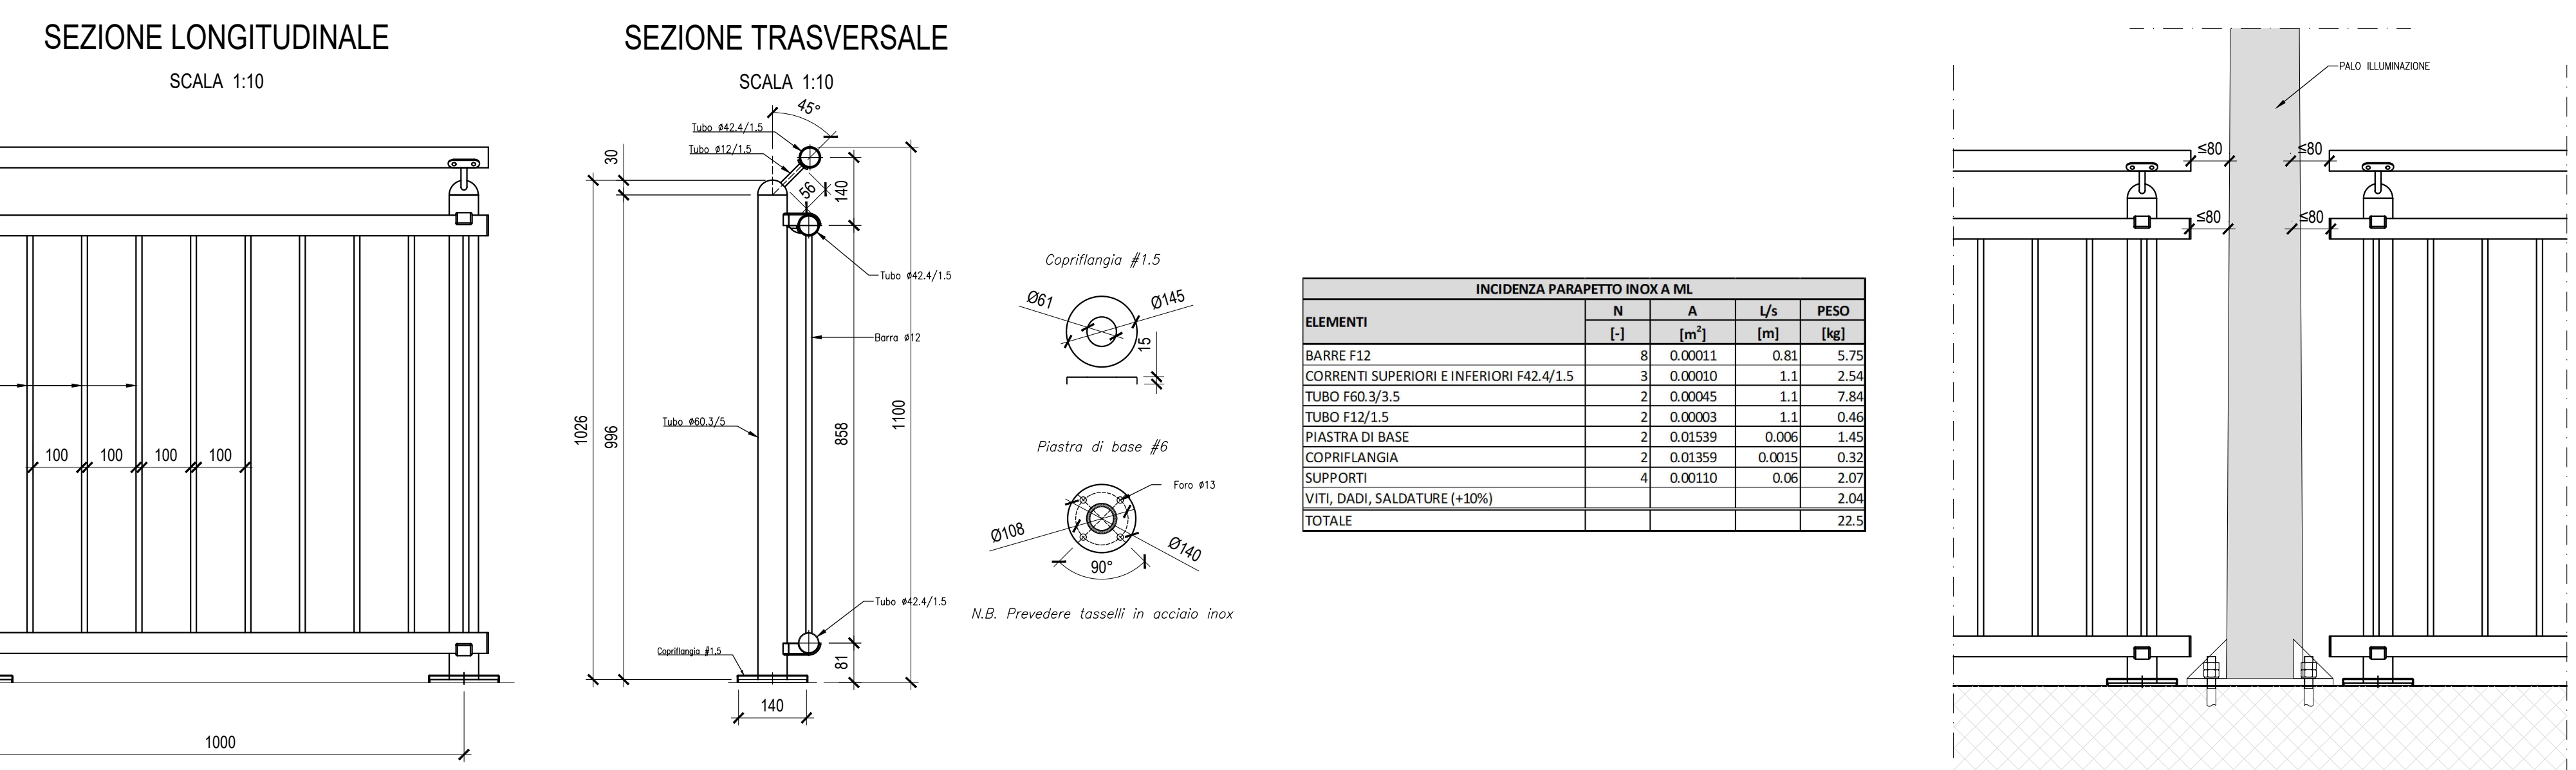 SEZIONE LONGITUDINALE
SCALA 1:10
100
100
100
100
1000
SEZIONE TRASVERSALE
SCALA 1:10
45°
Tubo ø42.4/1.5
Tubo ø12/1.5
30
56
140
Tubo ø42.4/1.5
Barra ø12
1026
996
Tubo ø60.3/5
858
1100
Tubo ø42.4/1.5
Copriflangia #1,5
81
140
Copriflangia #1.5
Ø61
Ø145
15
Piastra di base #6
Foro ø13
Ø108
Ø140
90°
N.B. Prevedere tasselli in acciaio inox
INCIDENZA PARAPETTO INOX A ML
ELEMENTI N A L/s PESO
[-] [m²] [m] [kg]
BARRE F12 8 0.00011 0.81 5.75
CORRENTI SUPERIORI E INFERIORI F42.4/1.5 3 0.00010 1.1 2.54
TUBO F60.3/3.5 2 0.00045 1.1 7.84
TUBO F12/1.5 2 0.00003 1.1 0.46
PIASTRA DI BASE 2 0.01539 0.006 1.45
COPRIFLANGIA 2 0.01359 0.0015 0.32
SUPPORTI 4 0.00110 0.06 2.07
VITI, DADI, SALDATURE (+10%) 2.04
TOTALE 22.5
PALO ILLUMINAZIONE
≤80
≤80
≤80
≤80